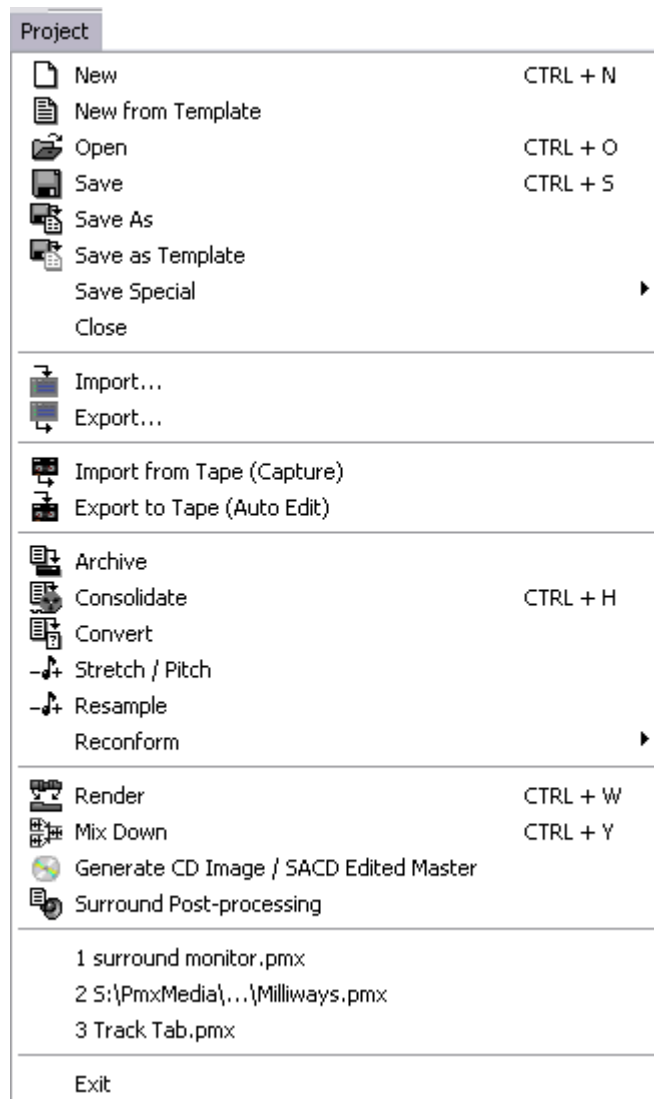 Project
New CTRL + N
New from Template
Open CTRL + O
Save CTRL + S
Save As
Save as Template
Save Special
Close
Import...
Export...
Import from Tape (Capture)
Export to Tape (Auto Edit)
Archive
Consolidate CTRL + H
Convert
Stretch / Pitch
Resample
Reconform
Render CTRL + W
Mix Down CTRL + Y
Generate CD Image / SACD Edited Master
Surround Post-processing
1 surround monitor.pmx
2 S:\PmxMedia\...\Milliways.pmx
3 Track Tab.pmx
Exit